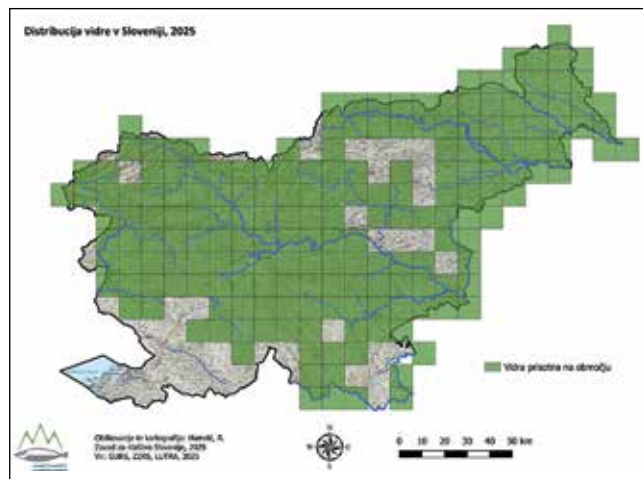 Distribucija vidre v Sloveniji, 2025
Vidra prisotna na območju
Oblikovanje in kartografija: Hamzić, A.
Zavod za ribištvo Slovenije, 2025
Vir: GURS, ZZRS, LUTRA, 2025
N
W
E
S
0 10 20 30 40 50 km